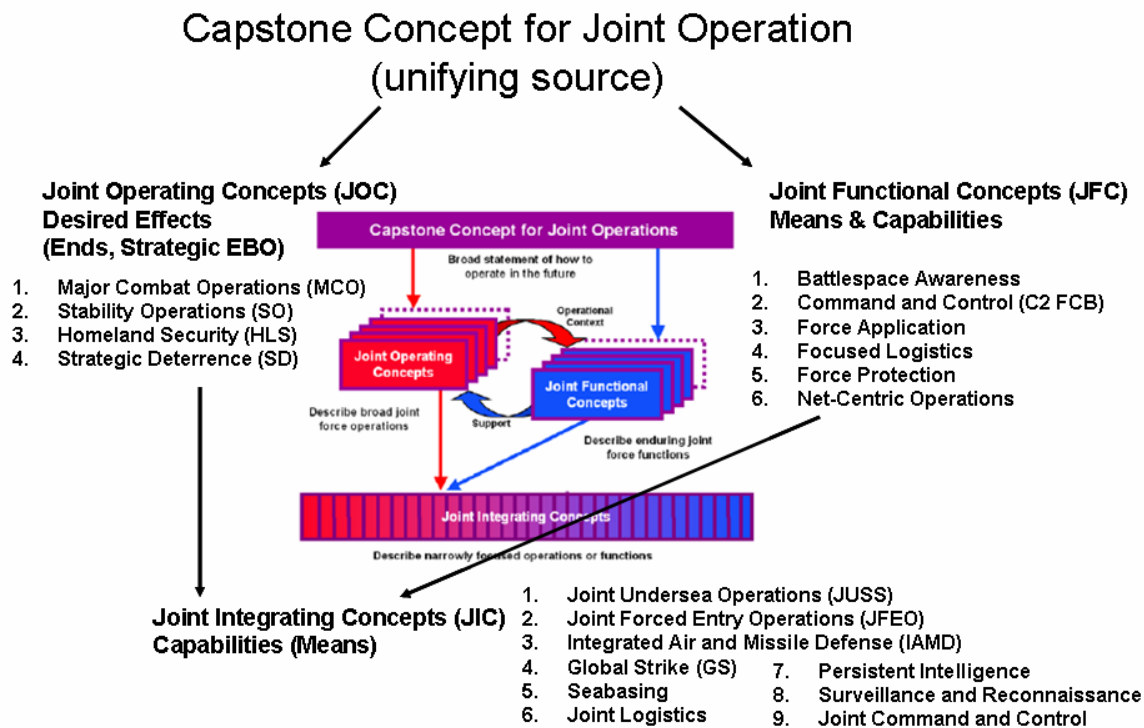 Capstone Concept for Joint Operation
(unifying source)
Joint Operating Concepts (JOC)
Desired Effects
(Ends, Strategic EBO)
1. Major Combat Operations (MCO)
2. Stability Operations (SO)
3. Homeland Security (HLS)
4. Strategic Deterrence (SD)
Joint Functional Concepts (JFC)
Means & Capabilities
1. Battlespace Awareness
2. Command and Control (C2 FCB)
3. Force Application
4. Focused Logistics
5. Force Protection
6. Net-Centric Operations
Capstone Concept for Joint Operations
Broad statement of how to
operate in the future
Operational
Context
Joint Operating
Concepts
Joint Functional
Concepts
Support
Describe broad joint
force operations
Describe enduring joint
force functions
Joint Integrating Concepts
Describe narrowly focused operations or functions
Joint Integrating Concepts (JIC)
Capabilities (Means)
1. Joint Undersea Operations (JUSS)
2. Joint Forced Entry Operations (JFEO)
3. Integrated Air and Missile Defense (IAMD)
4. Global Strike (GS)
5. Seabasing
6. Joint Logistics
7. Persistent Intelligence
8. Surveillance and Reconnaissance
9. Joint Command and Control